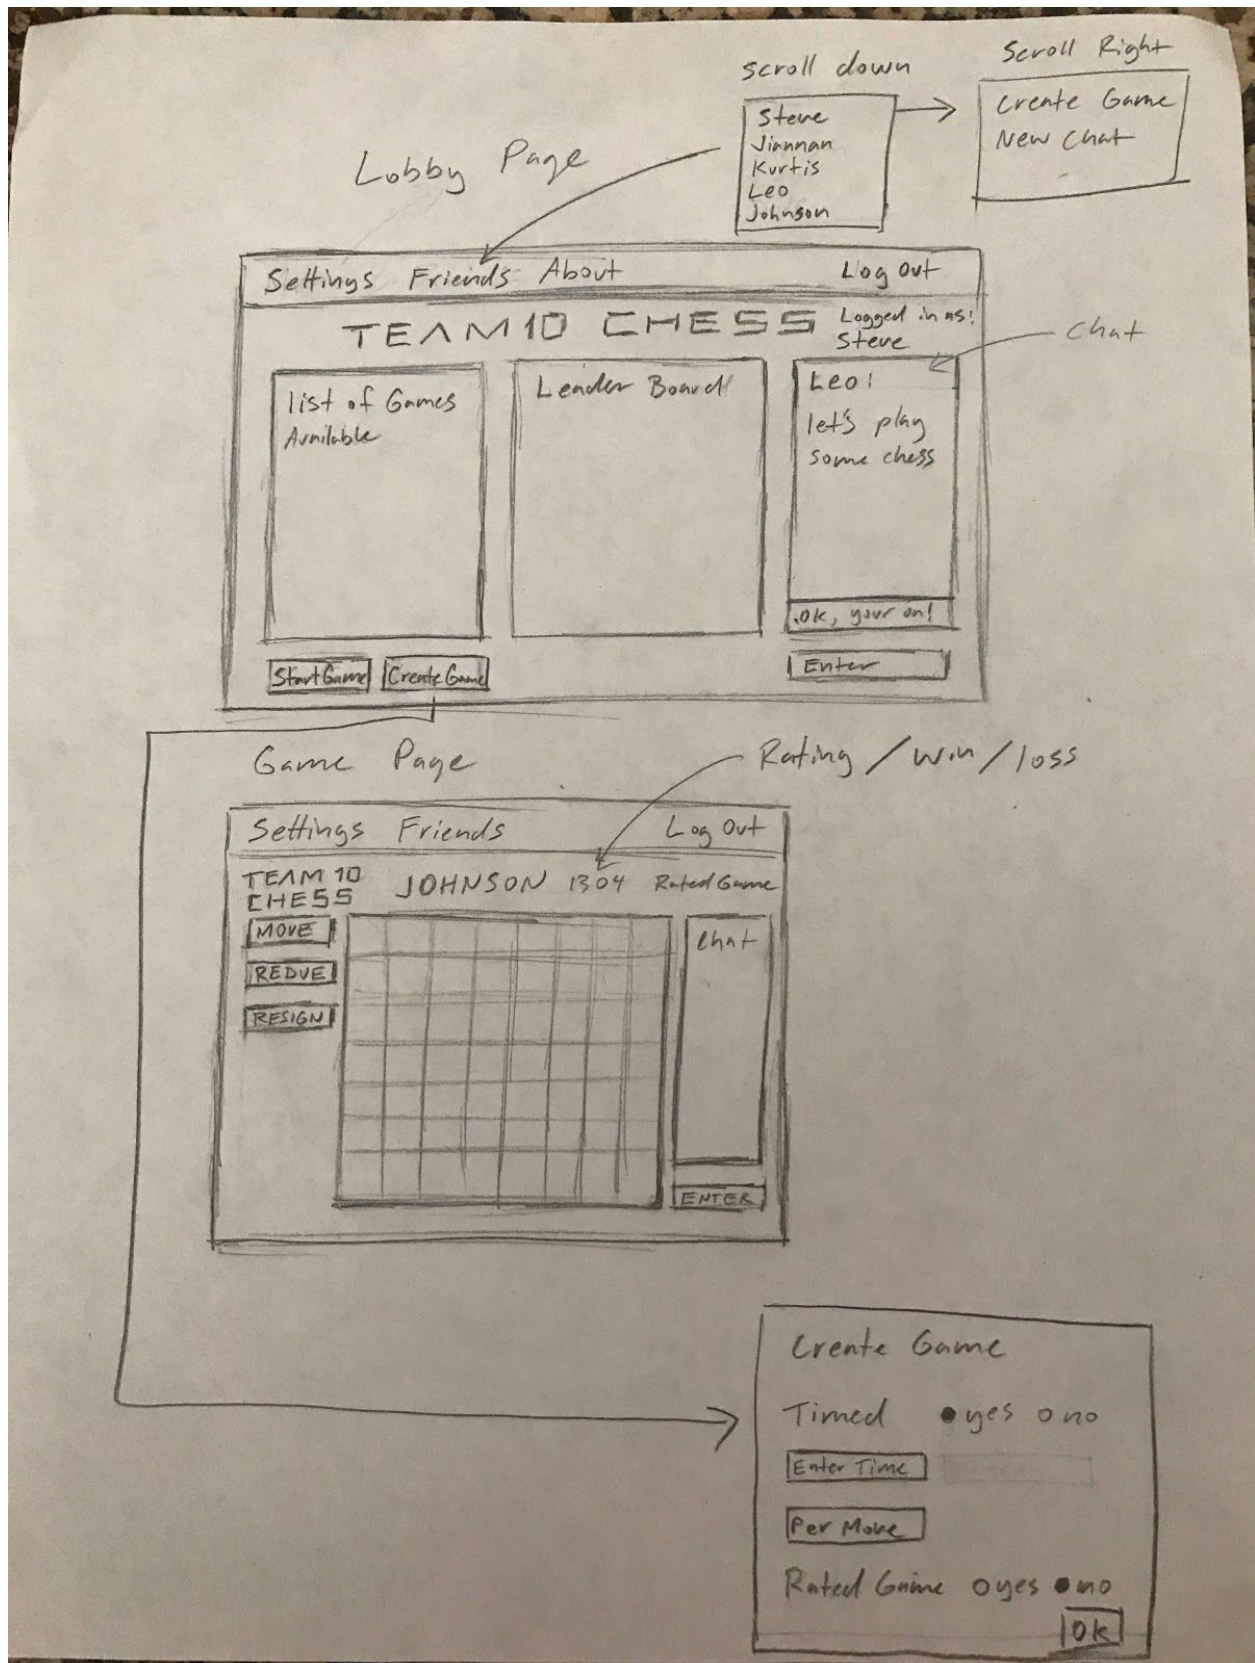 scroll down
Scroll Right
Steve
Jiannan
Kurtis
Leo
Johnson
Create Game
New Chat
Lobby Page
Settings Friends About Log Out
TEAM10 CHESS
Logged in as:
Steve
Chat
list of Games
Available
Leader Board
Leo:
let's play
some chess
.Ok, your on!
Start Game
Create Game
Enter
Game Page
Rating / win / loss
Settings Friends Log Out
TEAM 10
CHESS
JOHNSON 1304 Rated Game
MOVE
REDUE
RESIGN
Chat
ENTER
Create Game
Timed yes no
Enter Time
Per Move
Rated Game yes no
Ok